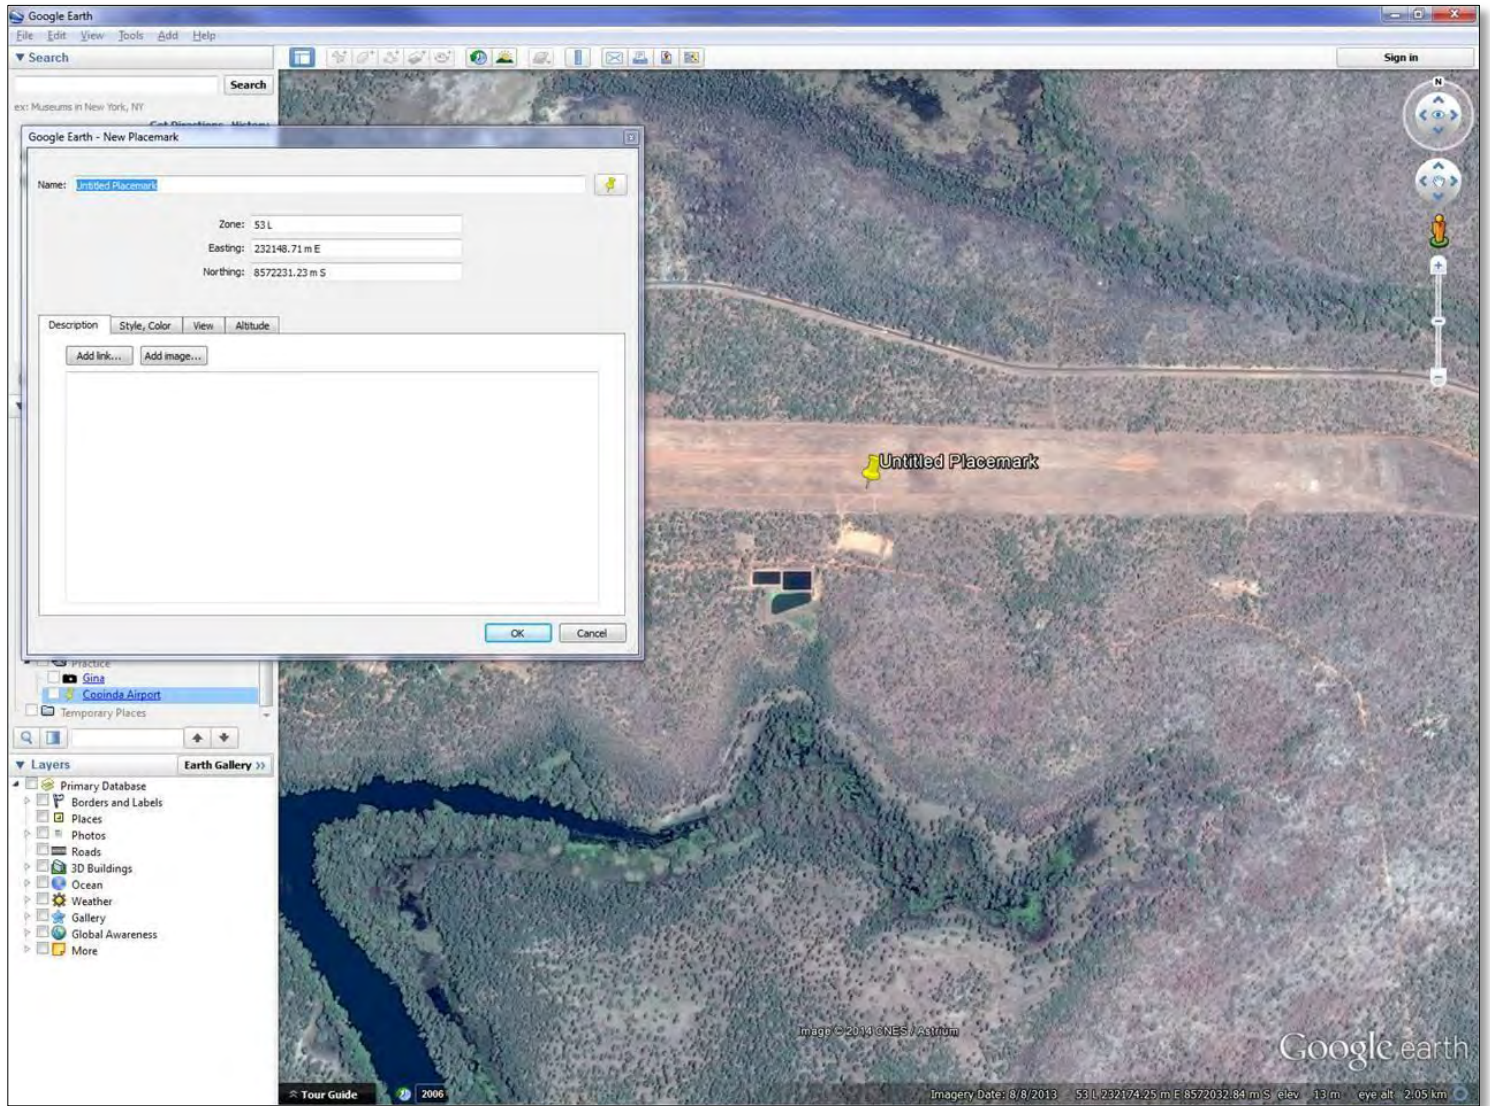 Google Earth
File Edit View Tools Add Help
Search
Sign in
Search
ex: Museums in New York, NY
Get Directions History
Google Earth - New Placemark
Name: Untitled Placemark
Zone: 53 L
Easting: 232148.71 m E
Northing: 8572231.23 m S
Description Style, Color View Altitude
Add link... Add image...
OK Cancel
N
Untitled Placemark
Practice
Gina
Cooinda Airport
Temporary Places
Layers Earth Gallery >>
Primary Database
Borders and Labels
Places
Photos
Roads
3D Buildings
Ocean
Weather
Gallery
Global Awareness
More
Image © 2014 CNES / Astrium
Google earth
Tour Guide 2006 Imagery Date: 8/8/2013 53 L 232174.25 m E 8572032.84 m S elev 13 m eye alt 2.05 km